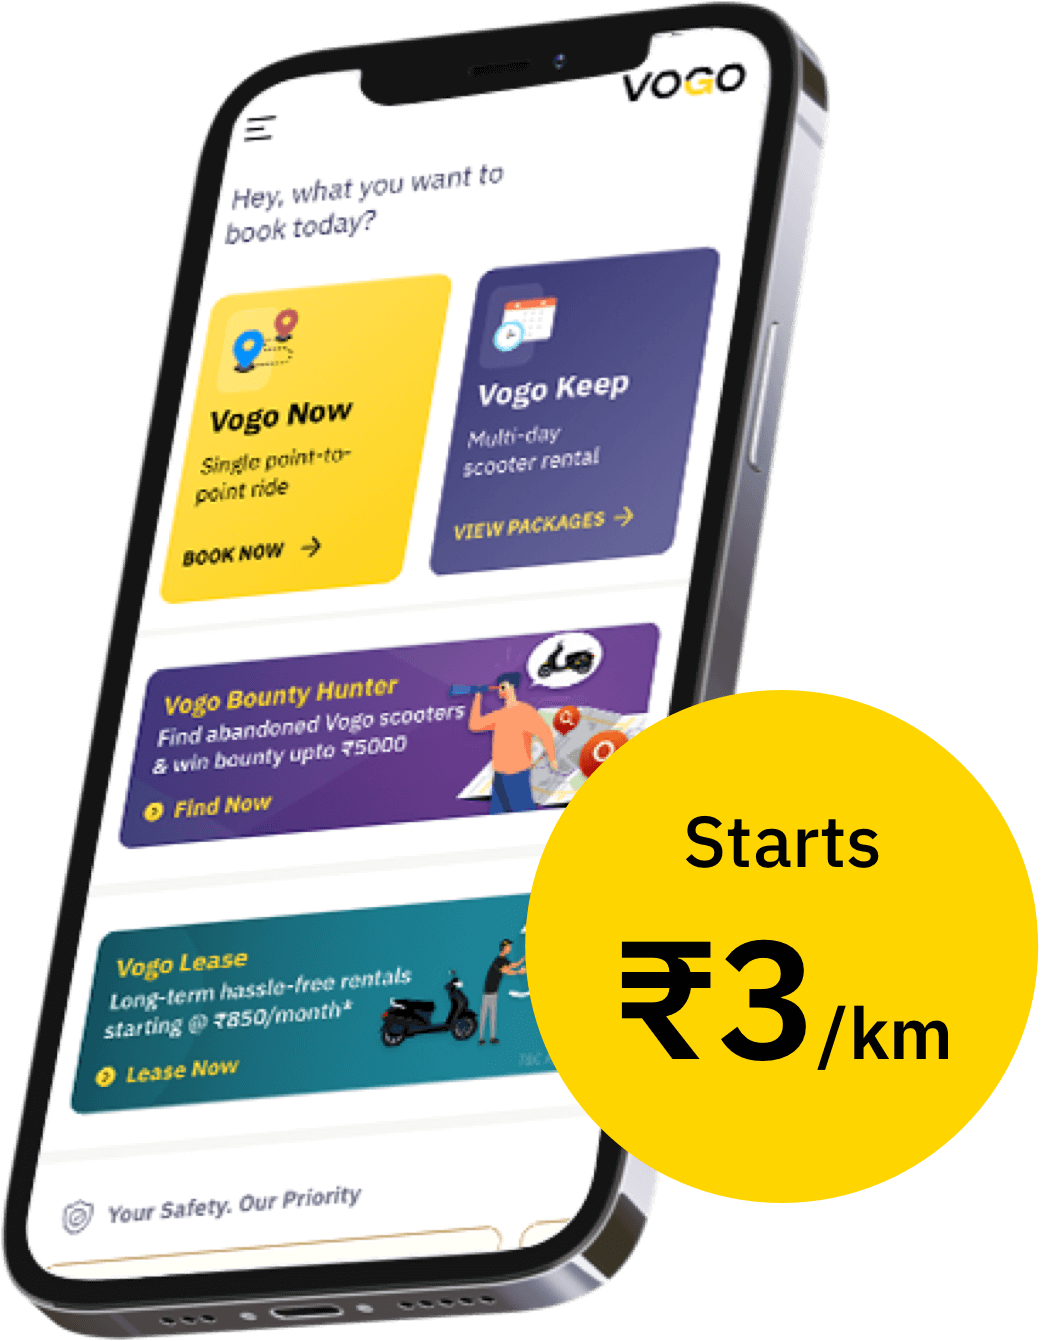 VOGO
Hey, what you want to
book today?
Vogo Now
Single point-to-
point ride
BOOK NOW
Vogo Keep
Multi-day
scooter rental
VIEW PACKAGES
Vogo Bounty Hunter
Find abandoned Vogo scooters
& win bounty upto ₹5000
Find Now
Vogo Lease
Long-term hassle-free rentals
starting @ ₹850/month*
Lease Now
Your Safety. Our Priority
Starts
₹3/km